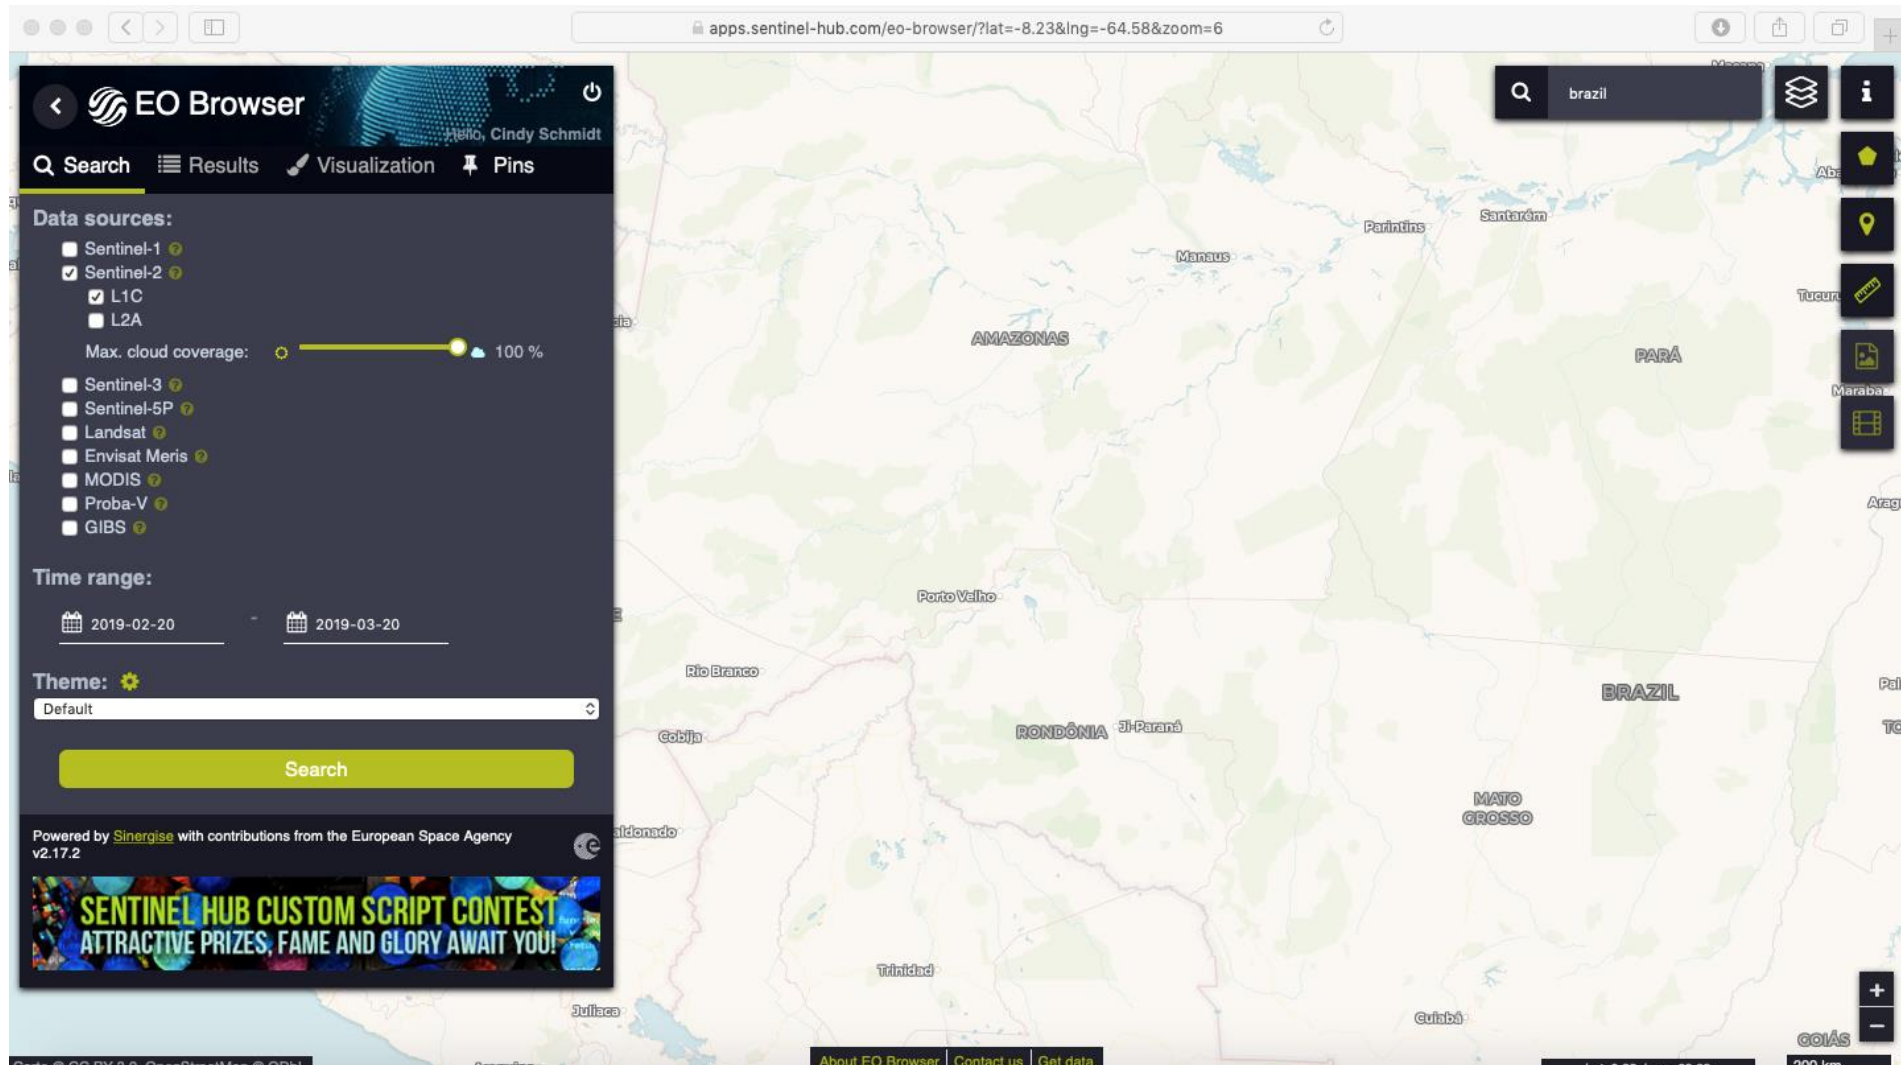 apps.sentinel-hub.com/eo-browser/?lat=-8.23&lng=-64.58&zoom=6
EO Browser
Hello, Cindy Schmidt
Search
Results
Visualization
Pins
Data sources:
Sentinel-1
Sentinel-2
L1C
L2A
Max. cloud coverage:
100 %
Sentinel-3
Sentinel-5P
Landsat
Envisat Meris
MODIS
Proba-V
GIBS
Time range:
2019-02-20 - 2019-03-20
Theme:
Default
Search
Powered by Sinergise with contributions from the European Space Agency
v2.17.2
SENTINEL HUB CUSTOM SCRIPT CONTEST
ATTRACTIVE PRIZES, FAME AND GLORY AWAIT YOU!
brazil
Santarém
Parintins
Manaus
AMAZONAS
PARÁ
Maraba
Porto Velho
Rio Branco
BRAZIL
RONDÔNIA
Ji-Paraná
Cobija
MATO
GROSSO
aldonado
Trinidad
Juliaca
Cuiabá
GOIÁS
About EO Browser
Contact us
Get data
200 km